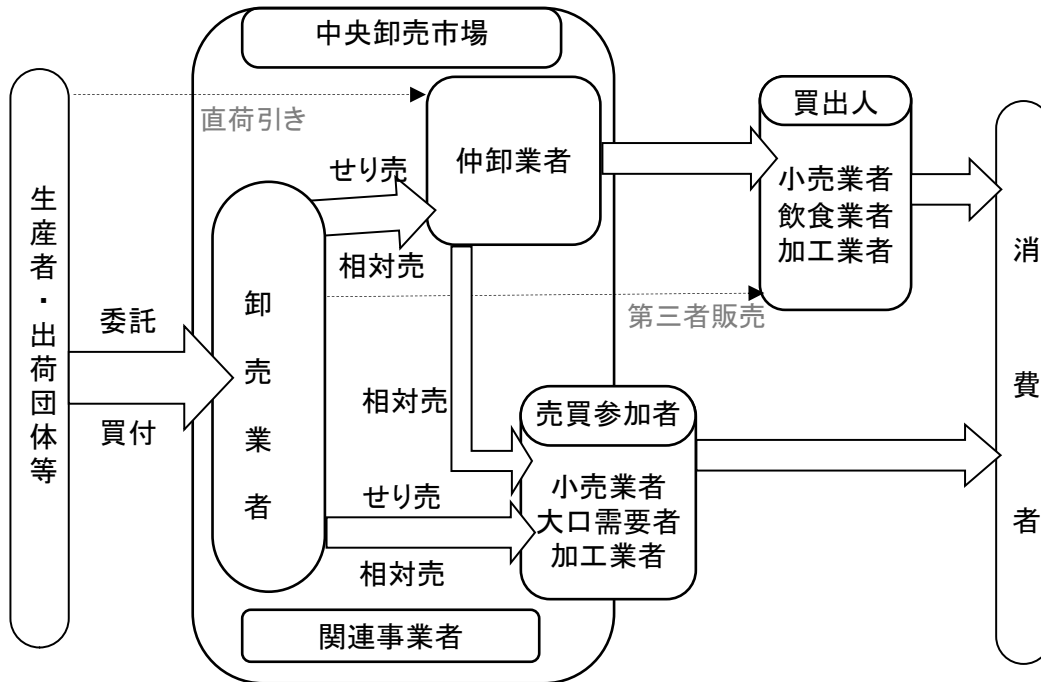 中央卸売市場
直荷引き
生産者・出荷団体等
委託
買付
卸売業者
せり売
相対売
仲卸業者
買出人
小売業者
飲食業者
加工業者
第三者販売
相対売
せり売
相対売
売買参加者
小売業者
大口需要者
加工業者
消費者
関連事業者